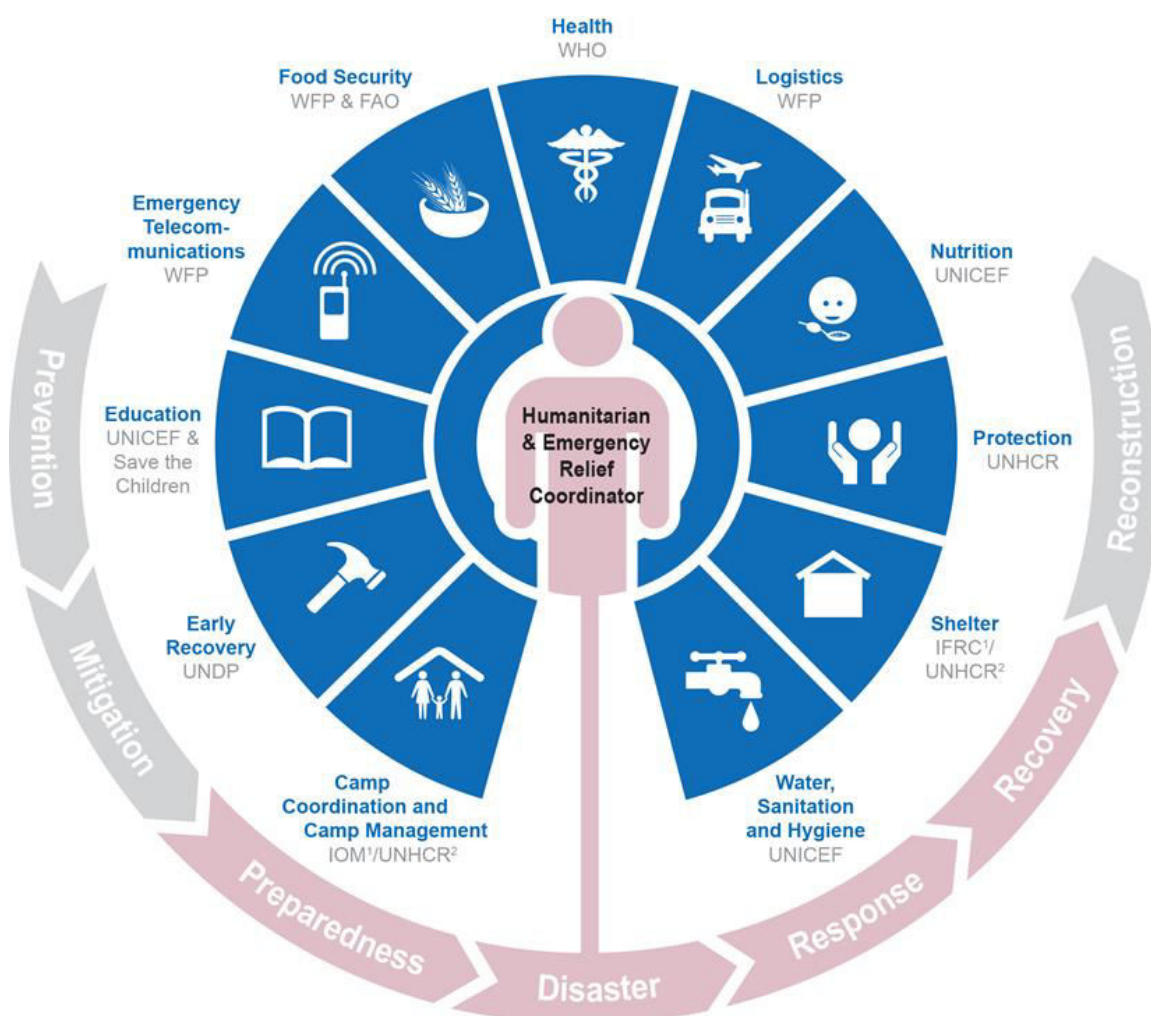 Health
WHO
Food Security
WFP & FAO
Logistics
WFP
Emergency
Telecom-
munications
WFP
Nutrition
UNICEF
Education
UNICEF &
Save the
Children
Humanitarian
& Emergency
Relief
Coordinator
Protection
UNHCR
Early
Recovery
UNDP
Shelter
IFRC¹/
UNHCR²
Camp
Coordination and
Camp Management
IOM¹/UNHCR²
Water,
Sanitation
and Hygiene
UNICEF
Prevention
Mitigation
Preparedness
Disaster
Response
Recovery
Reconstruction